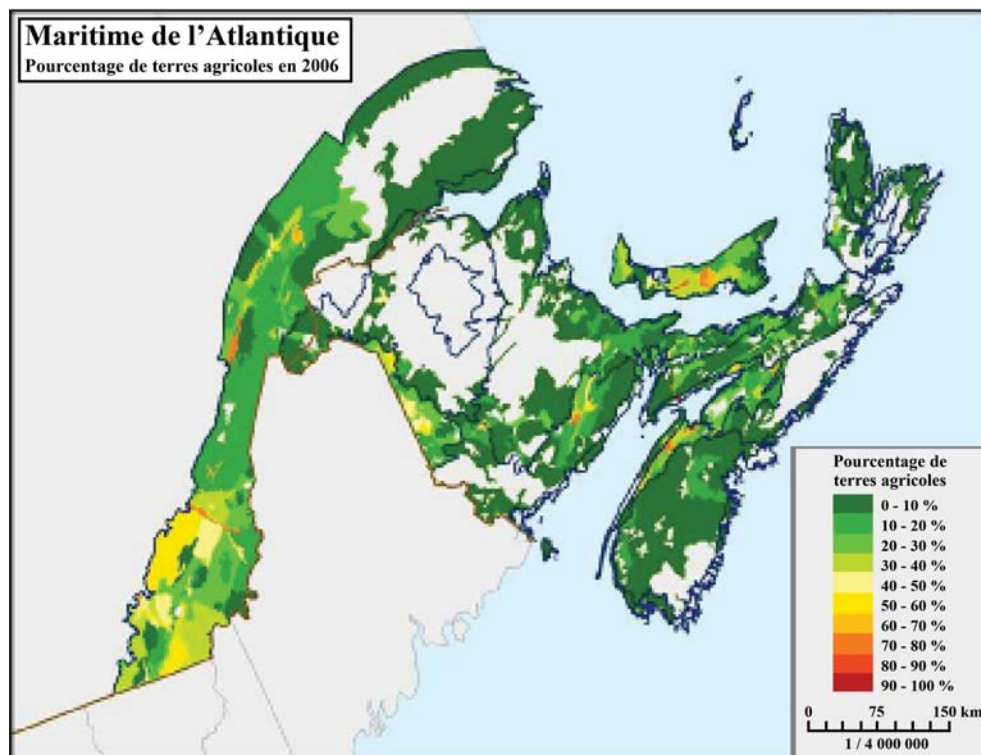 Maritime de l’Atlantique
Pourcentage de terres agricoles en 2006
Pourcentage de
terres agricoles
0 - 10 %
10 - 20 %
20 - 30 %
30 - 40 %
40 - 50 %
50 - 60 %
60 - 70 %
70 - 80 %
80 - 90 %
90 - 100 %
0 75 150 km
1 / 4 000 000